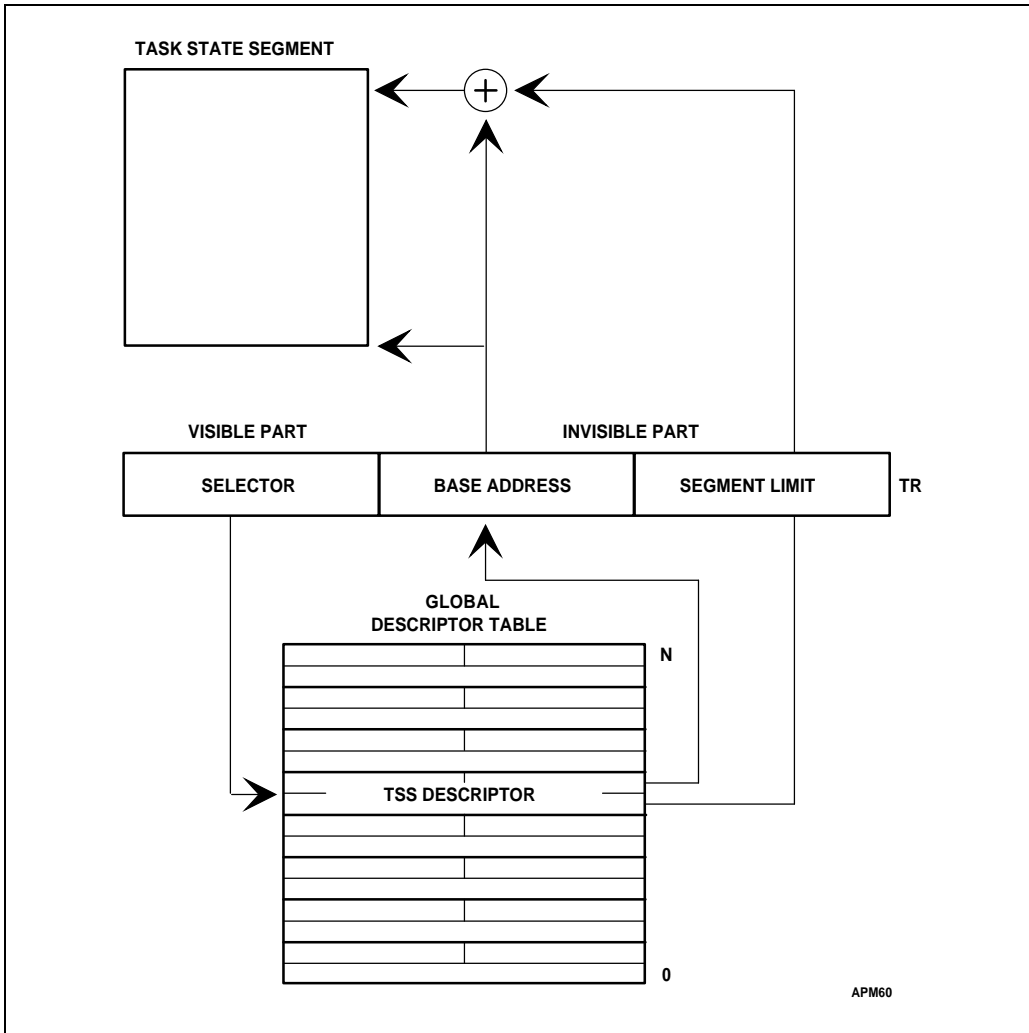 TASK STATE SEGMENT
+
VISIBLE PART
INVISIBLE PART
SELECTOR
BASE ADDRESS
SEGMENT LIMIT
TR
GLOBAL
DESCRIPTOR TABLE
N
TSS DESCRIPTOR
0
APM60